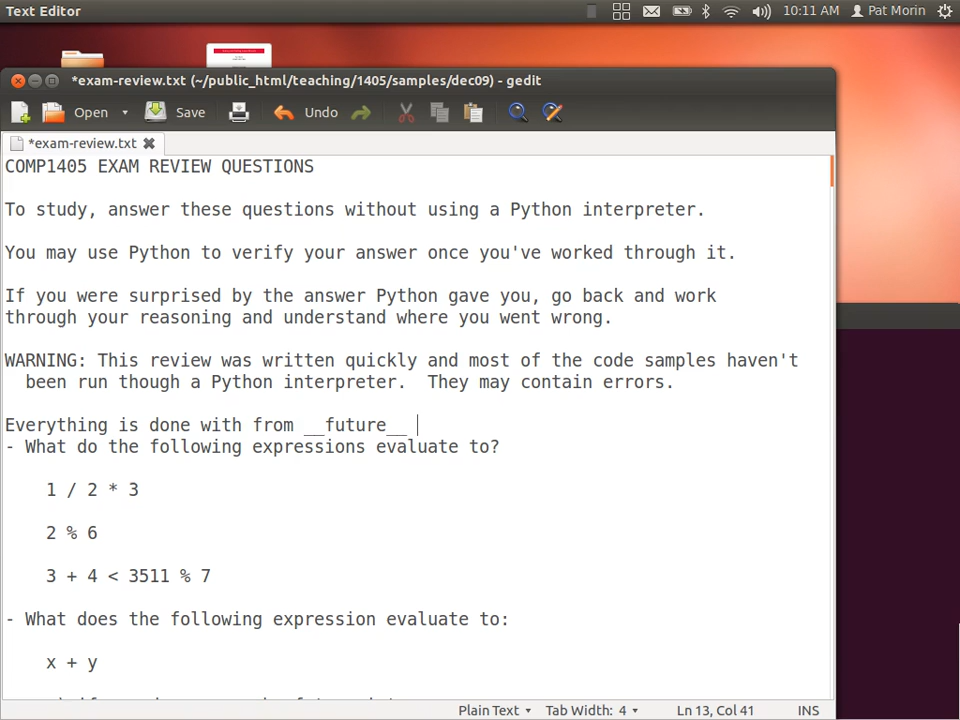 Text Editor
10:11 AM Pat Morin
*exam-review.txt (~/public_html/teaching/1405/samples/dec09) - gedit
Open Save Undo
*exam-review.txt
COMP1405 EXAM REVIEW QUESTIONS
To study, answer these questions without using a Python interpreter.
You may use Python to verify your answer once you've worked through it.
If you were surprised by the answer Python gave you, go back and work
through your reasoning and understand where you went wrong.
WARNING: This review was written quickly and most of the code samples haven't
been run though a Python interpreter.  They may contain errors.
Everything is done with from __future__
- What do the following expressions evaluate to?
1 / 2 * 3
2 % 6
3 + 4 < 3511 % 7
- What does the following expression evaluate to:
x + y
Plain Text Tab Width: 4 Ln 13, Col 41 INS